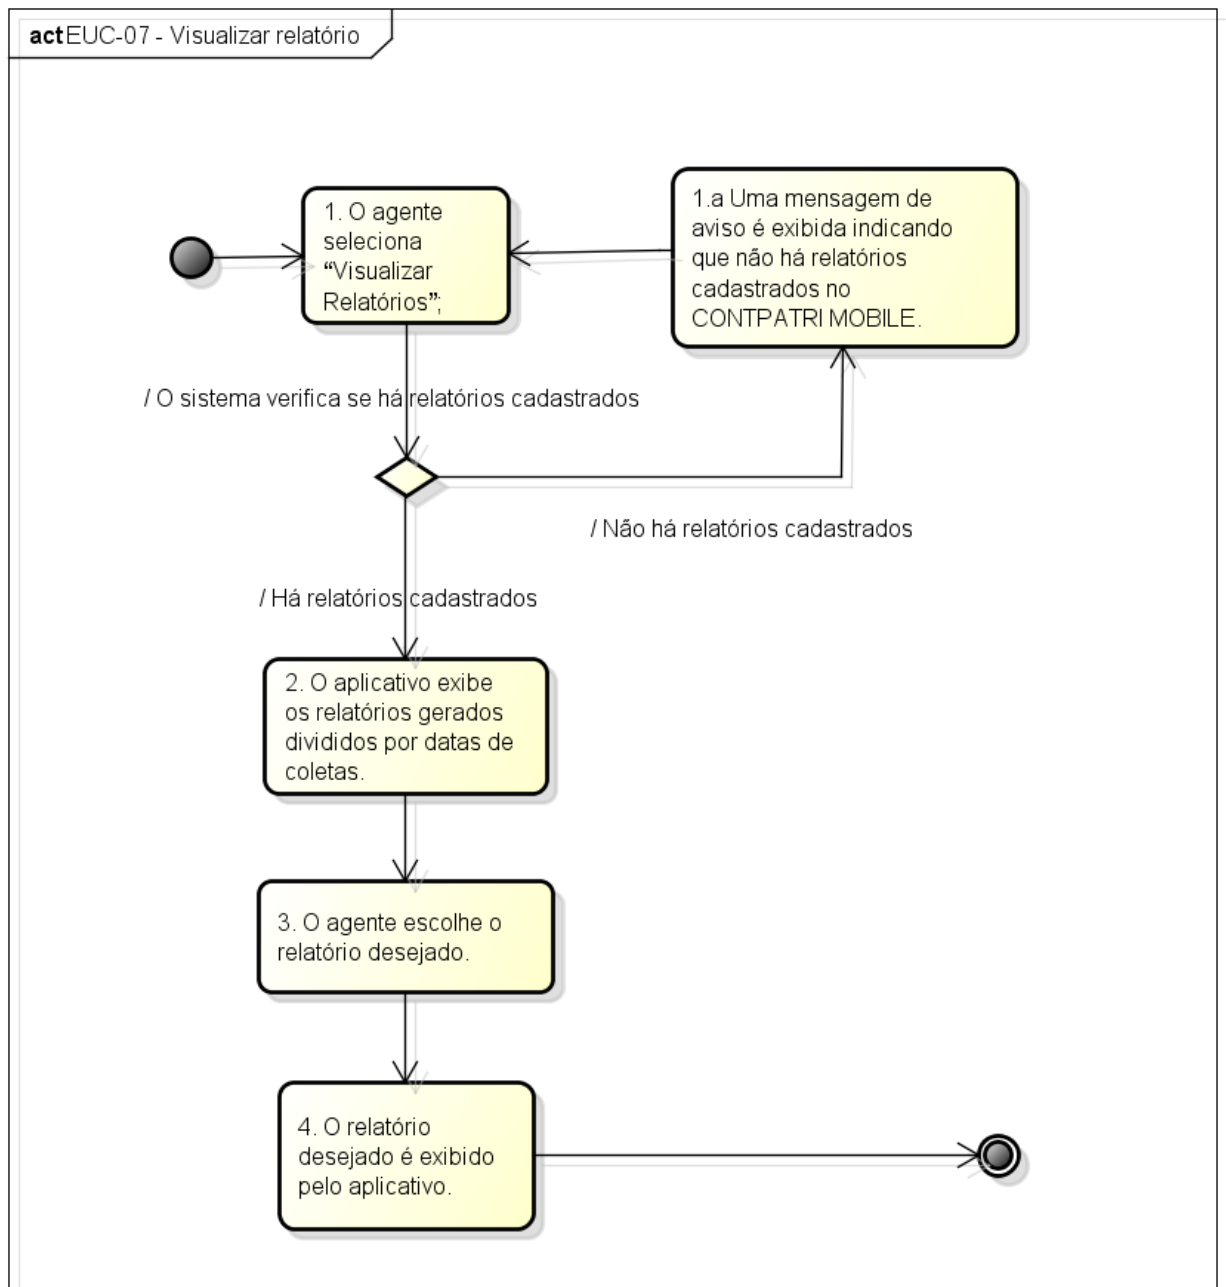 act EUC-07 - Visualizar relatório
1. O agente
seleciona
“Visualizar
Relatórios”;
1.a Uma mensagem de
aviso é exibida indicando
que não há relatórios
cadastrados no
CONTPATRI MOBILE.
/ O sistema verifica se há relatórios cadastrados
/ Não há relatórios cadastrados
/ Há relatórios cadastrados
2. O aplicativo exibe
os relatórios gerados
divididos por datas de
coletas.
3. O agente escolhe o
relatório desejado.
4. O relatório
desejado é exibido
pelo aplicativo.